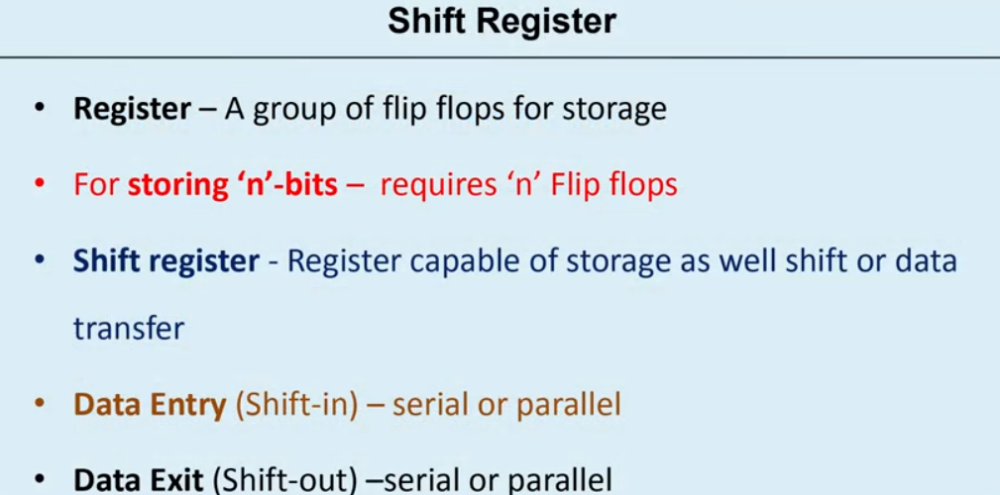 Shift Register
• Register – A group of flip flops for storage
• For storing ‘n’-bits – requires ‘n’ Flip flops
• Shift register - Register capable of storage as well shift or data
transfer
• Data Entry (Shift-in) – serial or parallel
• Data Exit (Shift-out) –serial or parallel